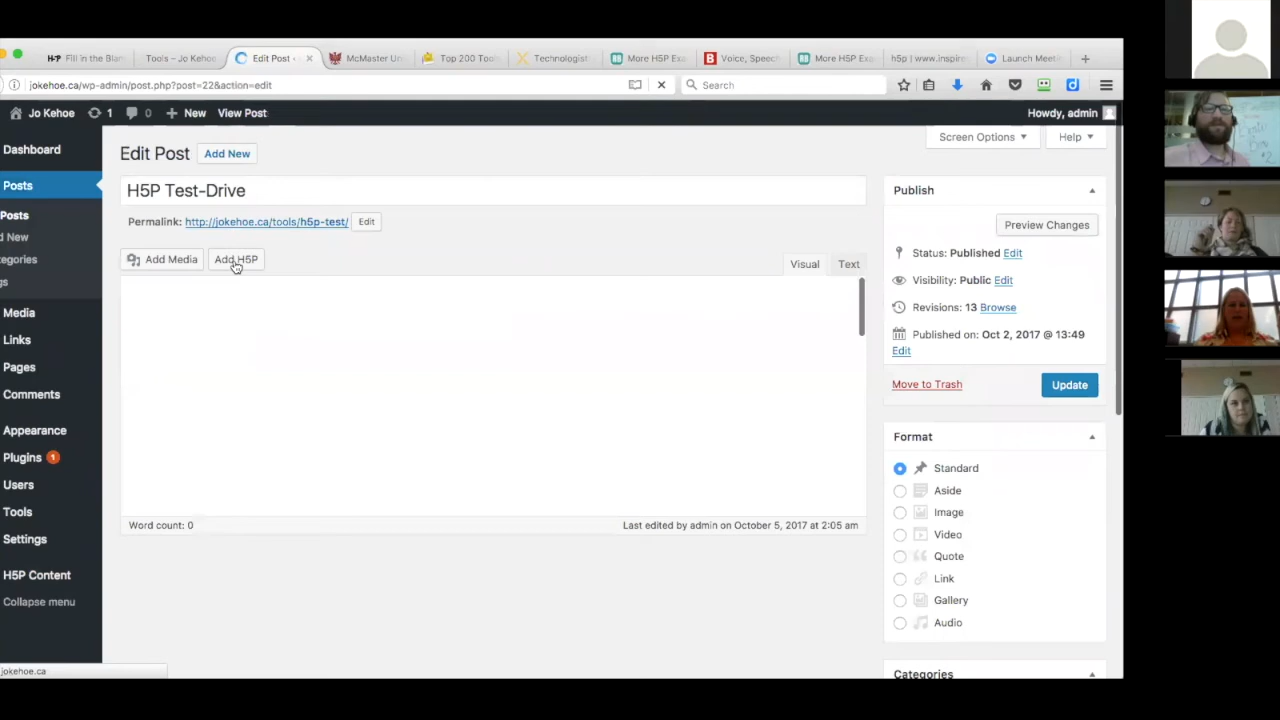 H-P Fill in the Blan
Tools – Jo Kehoe
Edit Post ‹
McMaster Un
Top 200 Tools
Technologist
More H5P Exa
Voice, Speech
More H5P Exa
h5p | www.inspire
Launch Meeti
jokehoe.ca/wp-admin/post.php?post=22&action=edit
Search
Jo Kehoe 1 0 New View Post Howdy, admin
Screen Options Help
Dashboard
Posts
Posts
d New
tegories
gs
Media
Links
Pages
Comments
Appearance
Plugins 1
Users
Tools
Settings
H5P Content
Collapse menu
jokehoe.ca
Edit Post Add New
H5P Test-Drive
Permalink: http://jokehoe.ca/tools/h5p-test/ Edit
Add Media Add H5P
Visual Text
Word count: 0 Last edited by admin on October 5, 2017 at 2:05 am
Publish
Preview Changes
Status: Published Edit
Visibility: Public Edit
Revisions: 13 Browse
Published on: Oct 2, 2017 @ 13:49
Edit
Move to Trash Update
Format
Standard
Aside
Image
Video
Quote
Link
Gallery
Audio
Categories